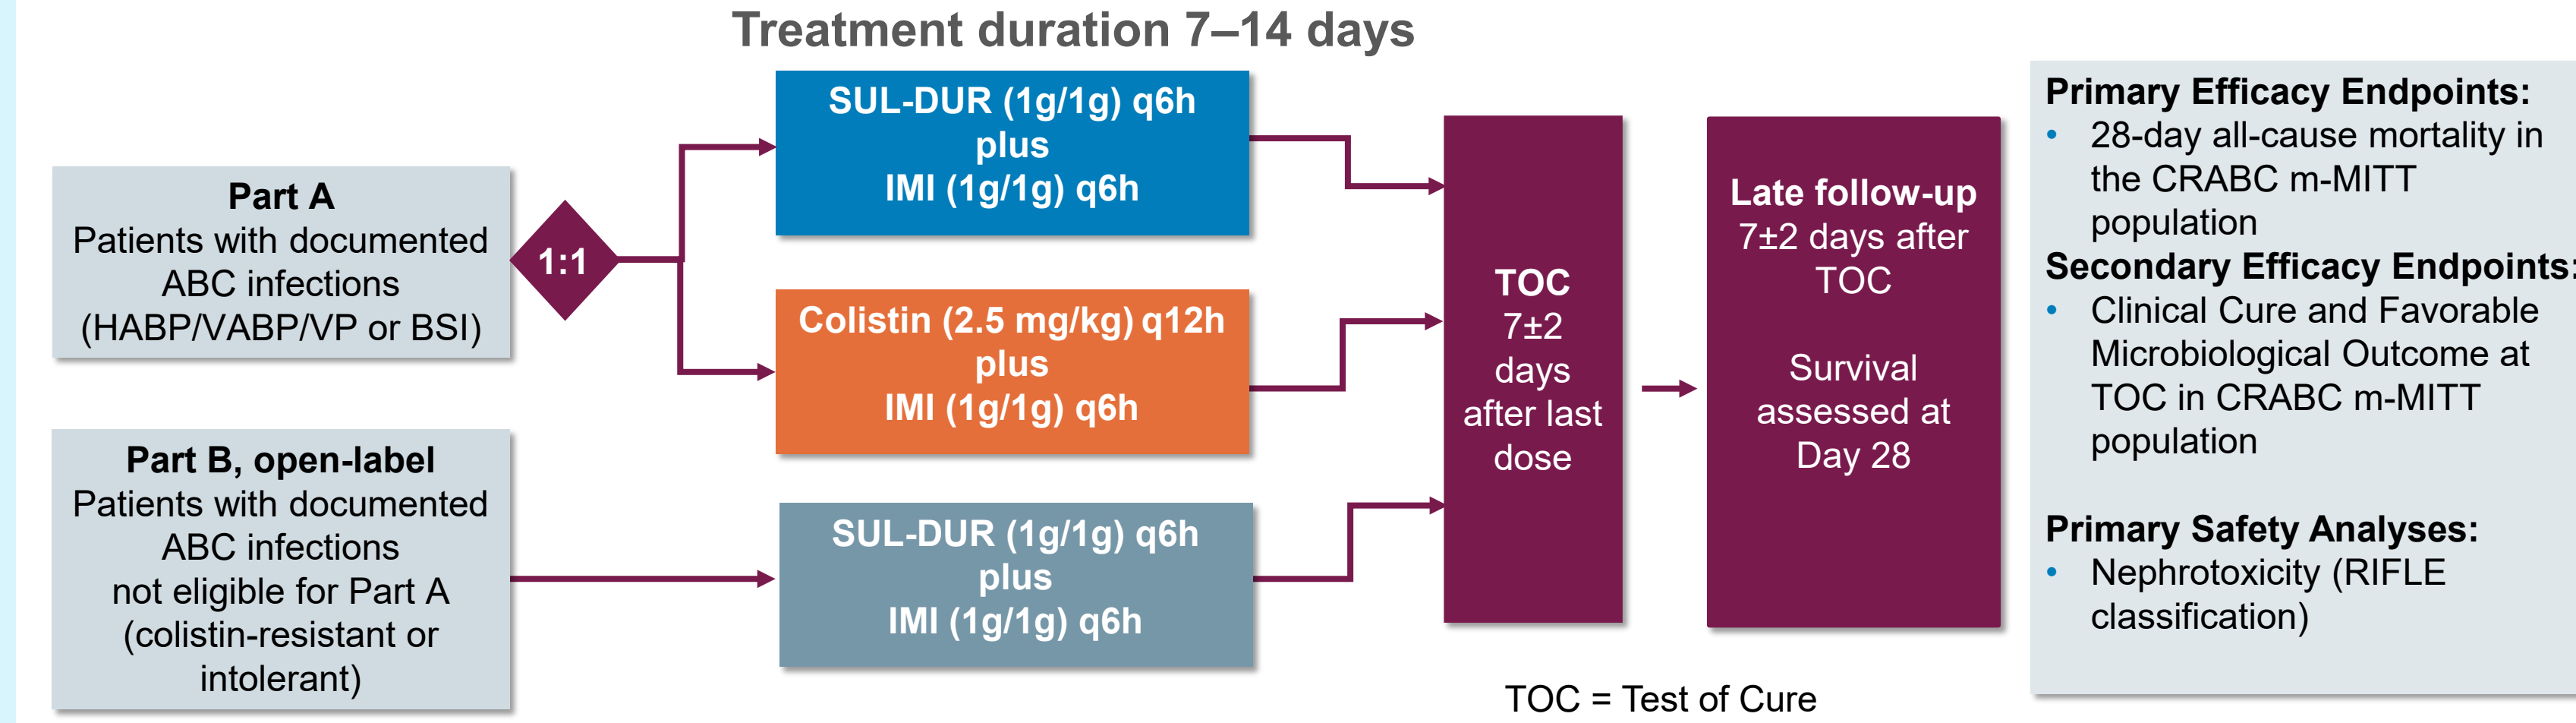 Treatment duration 7–14 days
Part A
Patients with documented
ABC infections
(HABP/VABP/VP or BSI)
1:1
SUL-DUR (1g/1g) q6h
plus
IMI (1g/1g) q6h
Colistin (2.5 mg/kg) q12h
plus
IMI (1g/1g) q6h
Part B, open-label
Patients with documented
ABC infections
not eligible for Part A
(colistin-resistant or
intolerant)
SUL-DUR (1g/1g) q6h
plus
IMI (1g/1g) q6h
TOC
7±2
days
after last
dose
Late follow-up
7±2 days after
TOC
Survival
assessed at
Day 28
TOC = Test of Cure
Primary Efficacy Endpoints:
• 28-day all-cause mortality in
the CRABC m-MITT
population
Secondary Efficacy Endpoints:
• Clinical Cure and Favorable
Microbiological Outcome at
TOC in CRABC m-MITT
population
Primary Safety Analyses:
• Nephrotoxicity (RIFLE
classification)